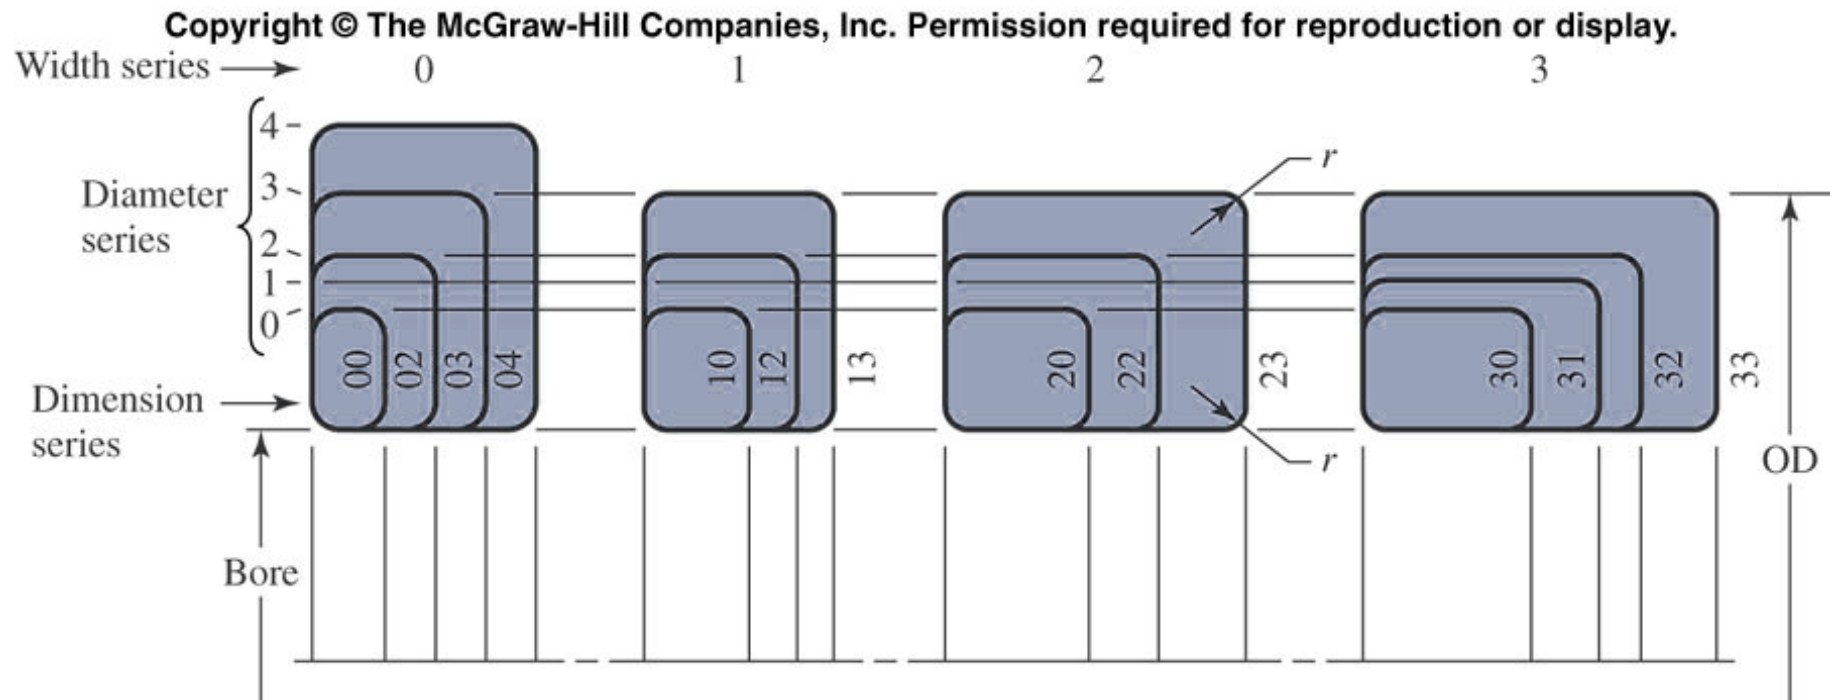 Copyright © The McGraw-Hill Companies, Inc. Permission required for reproduction or display.
Width series 0 1 2 3
4
3
2
1
0
Diameter
series
r
00 02 03 04 10 12 13 20 22 23 30 31 32 33
Dimension
series
r
OD
Bore